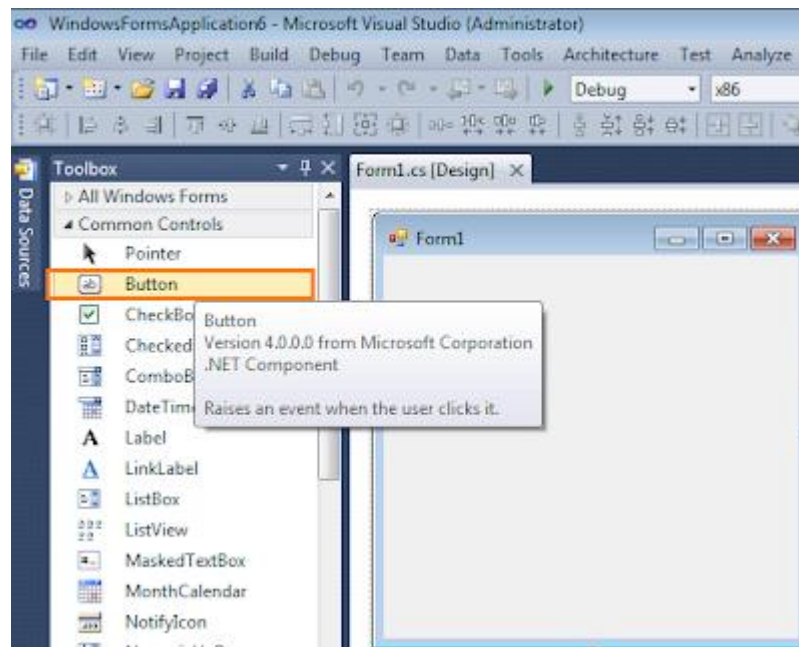 WindowsFormsApplication6 - Microsoft Visual Studio (Administrator)
File Edit View Project Build Debug Team Data Tools Architecture Test Analyze
Debug x86
Toolbox
Form1.cs [Design]
Data Sources
All Windows Forms
Common Controls
Form1
Pointer
Button
CheckBo
Checked
ComboB
DateTim
Button
Version 4.0.0.0 from Microsoft Corporation
.NET Component
Raises an event when the user clicks it.
Label
LinkLabel
ListBox
ListView
MaskedTextBox
MonthCalendar
NotifyIcon